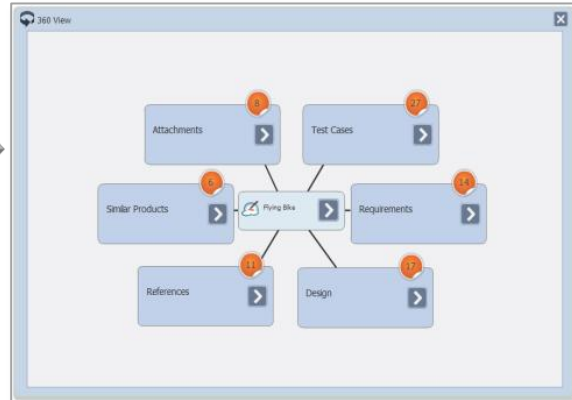 360 View
8
Attachments
27
Test Cases
6
Similar Products
Flying Bike
14
Requirements
11
References
17
Design